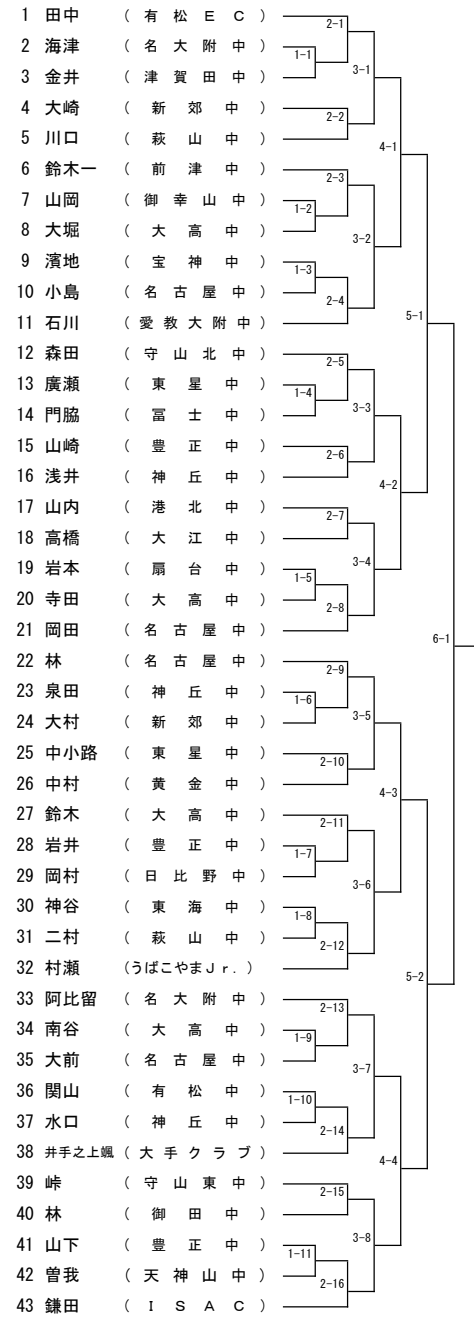 1 田中 (有松EC)
2-1
2 海津 (名大附中)
1-1
3 金井 (津賀田中)
3-1
4 大崎 (新郊中)
2-2
5 川口 (萩山中)
4-1
6 鈴木一 (前津中)
2-3
7 山岡 (御幸山中)
1-2
8 大堀 (大高中)
3-2
9 濱地 (宝神中)
1-3
10 小島 (名古屋中)
2-4
11 石川 (愛教大附中)
5-1
12 森田 (守山北中)
2-5
13 廣瀬 (東星中)
1-4
14 門脇 (冨士中)
3-3
15 山崎 (豊正中)
2-6
16 浅井 (神丘中)
4-2
17 山内 (港北中)
2-7
18 高橋 (大江中)
3-4
19 岩本 (扇台中)
1-5
20 寺田 (大高中)
2-8
21 岡田 (名古屋中)
6-1
22 林 (名古屋中)
2-9
23 泉田 (神丘中)
1-6
24 大村 (新郊中)
3-5
25 中小路 (東星中)
2-10
26 中村 (黄金中)
4-3
27 鈴木 (大高中)
2-11
28 岩井 (豊正中)
1-7
29 岡村 (日比野中)
3-6
30 神谷 (東海中)
1-8
31 二村 (萩山中)
2-12
32 村瀬 (うばこやまJr.)
5-2
33 阿比留 (名大附中)
2-13
34 南谷 (大高中)
1-9
35 大前 (名古屋中)
3-7
36 関山 (有松中)
1-10
37 水口 (神丘中)
2-14
38 井手之上颯 (大手クラブ)
4-4
39 峠 (守山東中)
2-15
40 林 (御田中)
3-8
41 山下 (豊正中)
1-11
42 曽我 (天神山中)
2-16
43 鎌田 (ISAC)